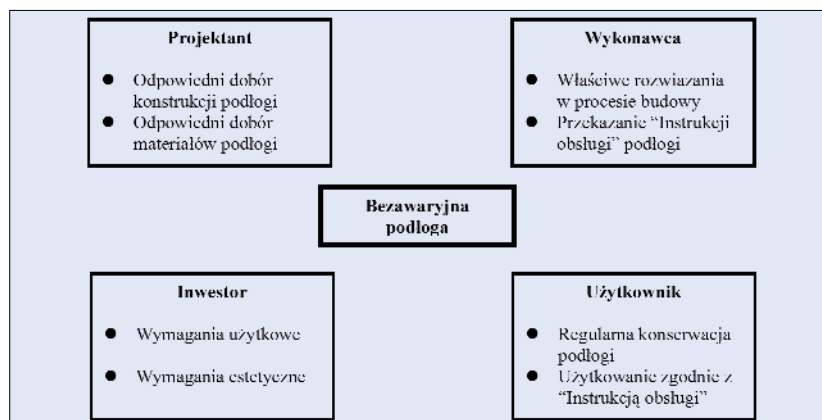 Projektant
● Odpowiedni dobór
konstrukcji podłogi
● Odpowiedni dobór
materiałów podłogi
Wykonawca
● Właściwe rozwiazania
w procesie budowy
● Przekazanie “Instrukcji
obsługi” podłogi
Bezawaryjna
podłoga
Inwestor
● Wymagania użytkowe
● Wymagania estetyczne
Użytkownik
● Regularna konserwacja
podłogi
● Użytkowanie zgodnie z
“Instrukcją obsługi”